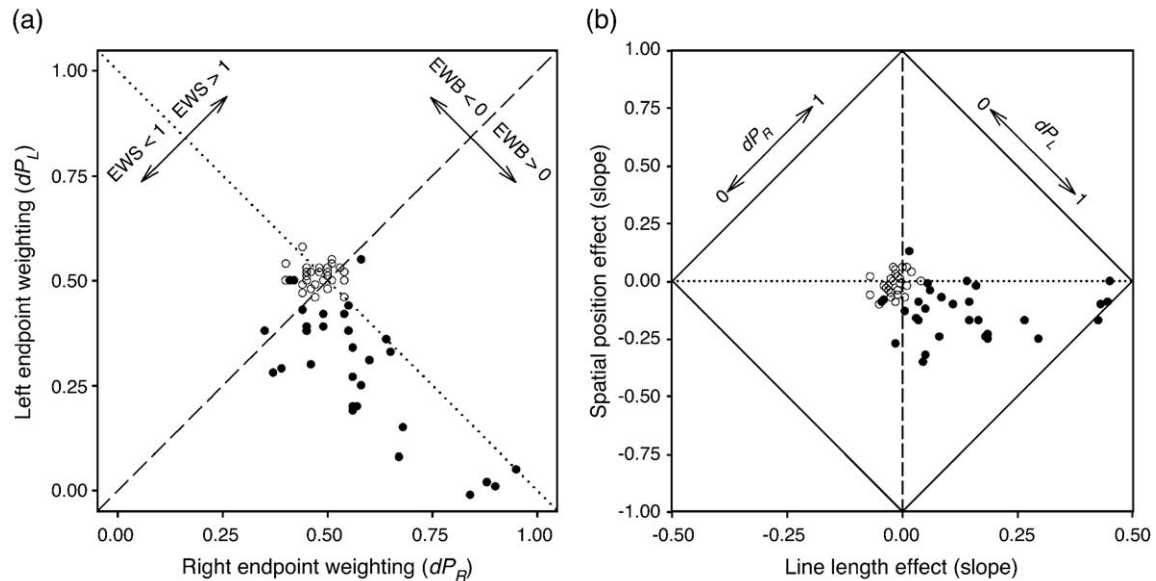 (a)
(b)
1.00
0.75
0.50
0.25
0.00
Left endpoint weighting (dP_L)
EWS < 1 EWS > 1
EWB < 0 EWB > 0
0.00 0.25 0.50 0.75 1.00
Right endpoint weighting (dP_R)
1.00
0.75
0.50
0.25
0.00
-0.25
-0.50
-0.75
-1.00
Spatial position effect (slope)
0 dP_R 1
0 dP_L 1
-0.50 -0.25 0.00 0.25 0.50
Line length effect (slope)